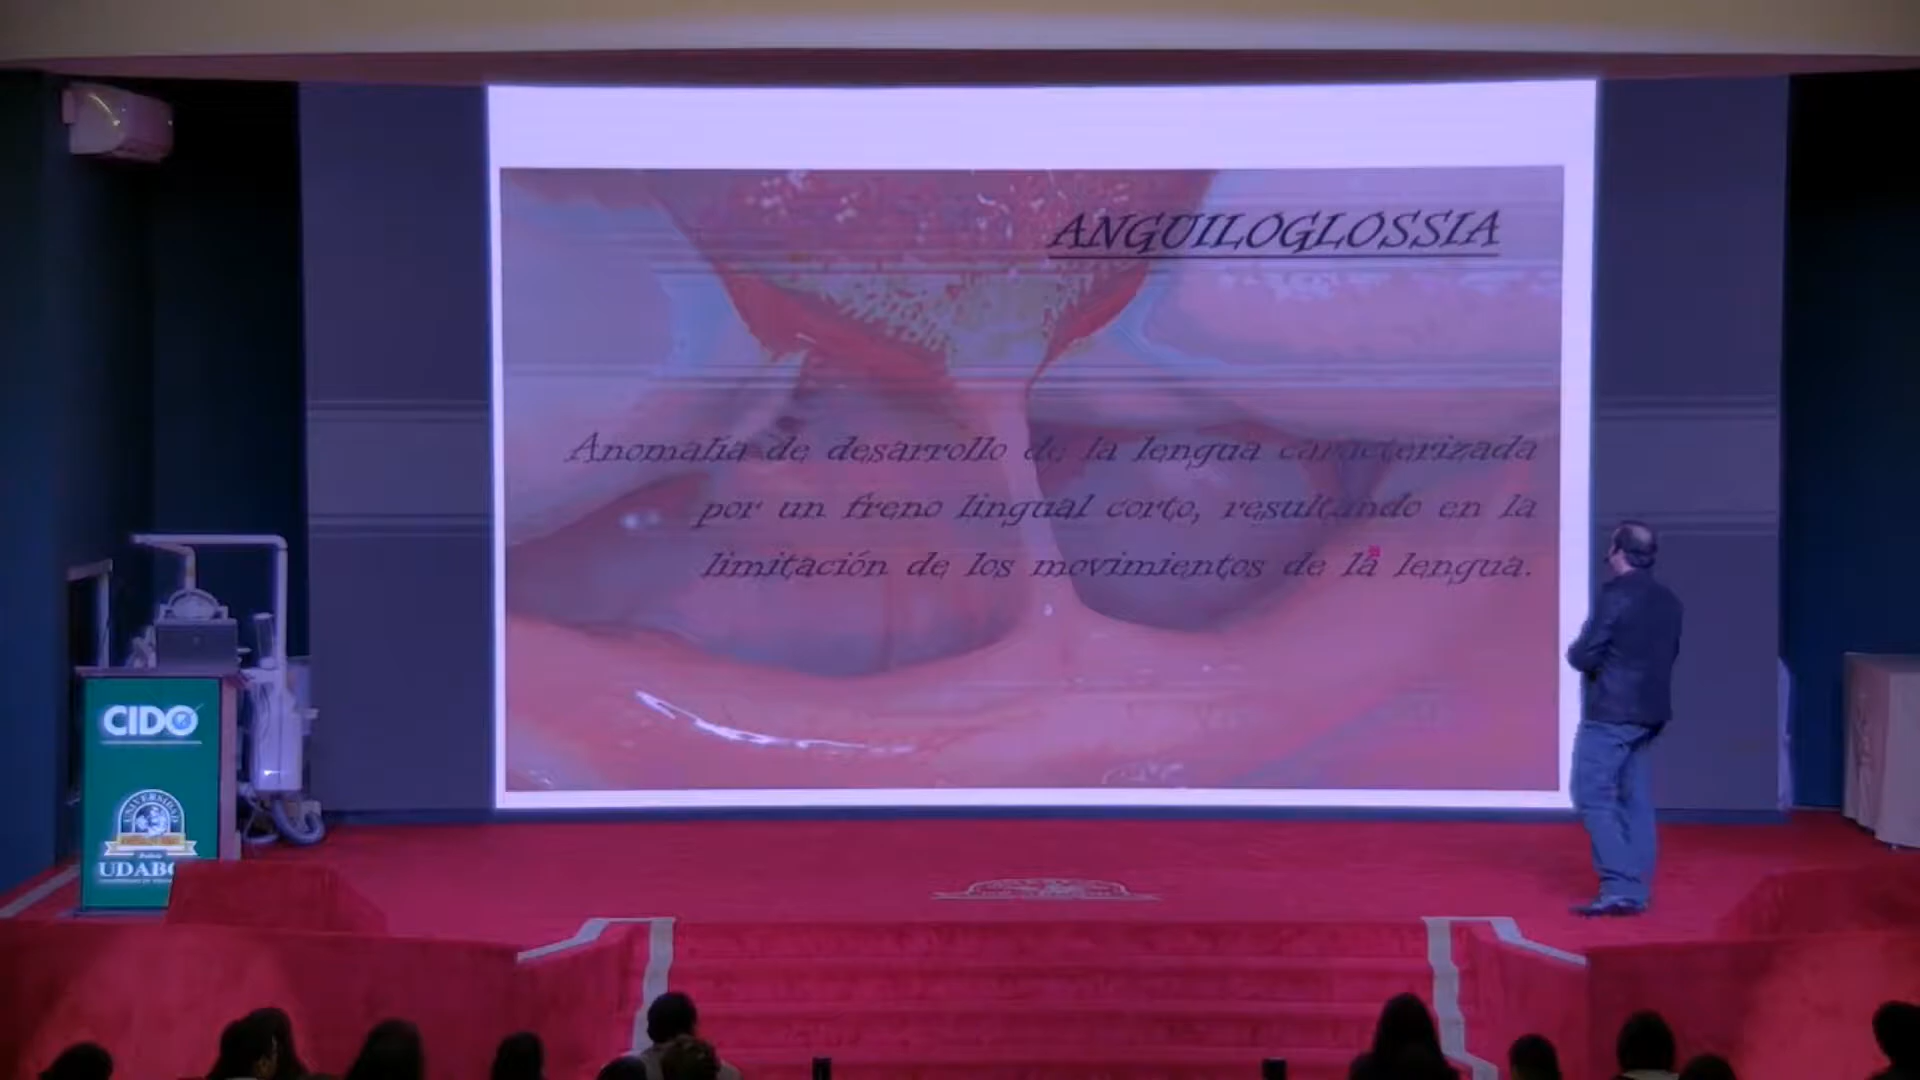 ANGUILOGLOSSIA
Anomalía de desarrollo de la lengua caracterizada
por un freno lingual corto, resultando en la
limitación de los movimientos de la lengua.
CIDO
UNIVERSIDAD
UDABO